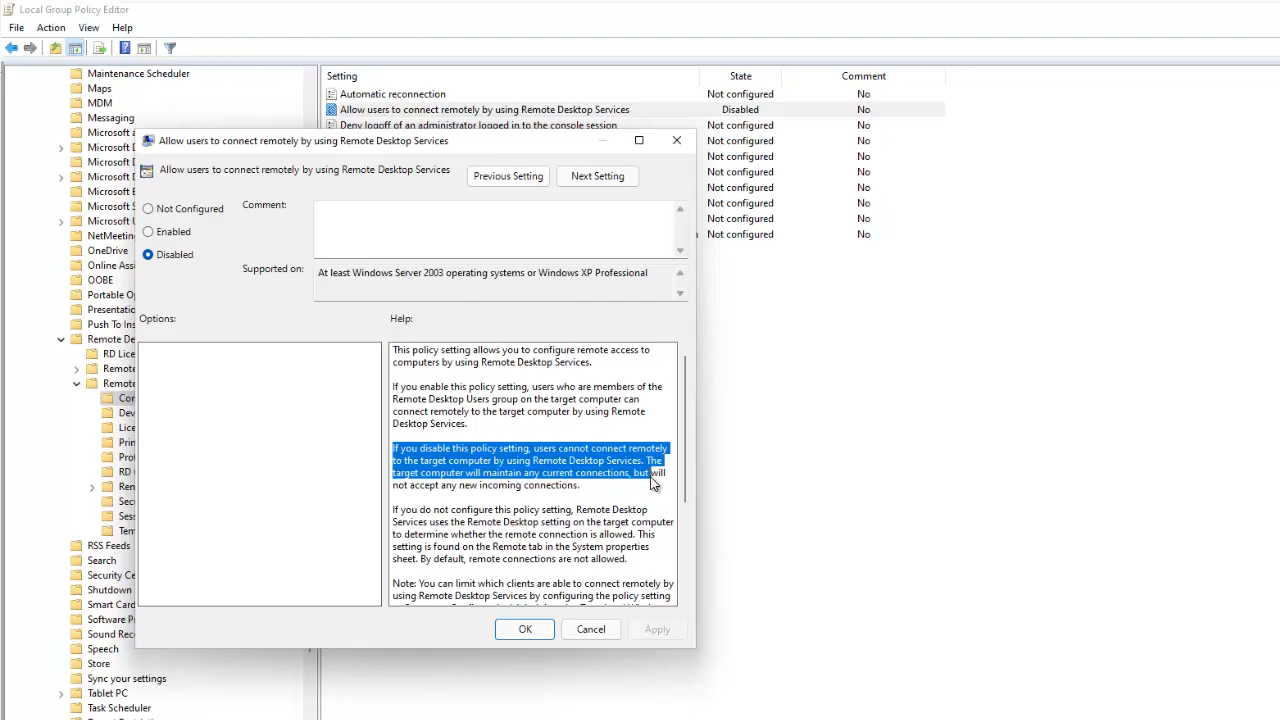 Local Group Policy Editor
File Action View Help
Maintenance Scheduler
Maps
MDM
Messaging
Microsoft a
Microsoft D
Microsoft D
Microsoft D
Microsoft E
Microsoft S
Microsoft U
NetMeeting
OneDrive
Online Assi
OOBE
Portable Op
Presentatio
Push To Ins
Remote De
RD Lice
Remote
Remote
Con
Dev
Lice
Prin
Prof
RD
Ren
Secu
Sess
Tem
RSS Feeds
Search
Security Ce
Shutdown
Smart Card
Software P
Sound Reco
Speech
Store
Sync your settings
Tablet PC
Task Scheduler
Setting State Comment
Automatic reconnection Not configured No
Allow users to connect remotely by using Remote Desktop Services Disabled No
Deny logoff of an administrator logged in to the console session Not configured No
Not configured No
Not configured No
Not configured No
Not configured No
Not configured No
Not configured No
Not configured No
Allow users to connect remotely by using Remote Desktop Services
Allow users to connect remotely by using Remote Desktop Services
Previous Setting Next Setting
Not Configured
Enabled
Disabled
Comment:
Supported on:
At least Windows Server 2003 operating systems or Windows XP Professional
Options:
Help:
This policy setting allows you to configure remote access to
computers by using Remote Desktop Services.
If you enable this policy setting, users who are members of the
Remote Desktop Users group on the target computer can
connect remotely to the target computer by using Remote
Desktop Services.
If you disable this policy setting, users cannot connect remotely
to the target computer by using Remote Desktop Services. The
target computer will maintain any current connections, but will
not accept any new incoming connections.
If you do not configure this policy setting, Remote Desktop
Services uses the Remote Desktop setting on the target computer
to determine whether the remote connection is allowed. This
setting is found on the Remote tab in the System properties
sheet. By default, remote connections are not allowed.
Note: You can limit which clients are able to connect remotely by
using Remote Desktop Services by configuring the policy setting
OK Cancel Apply